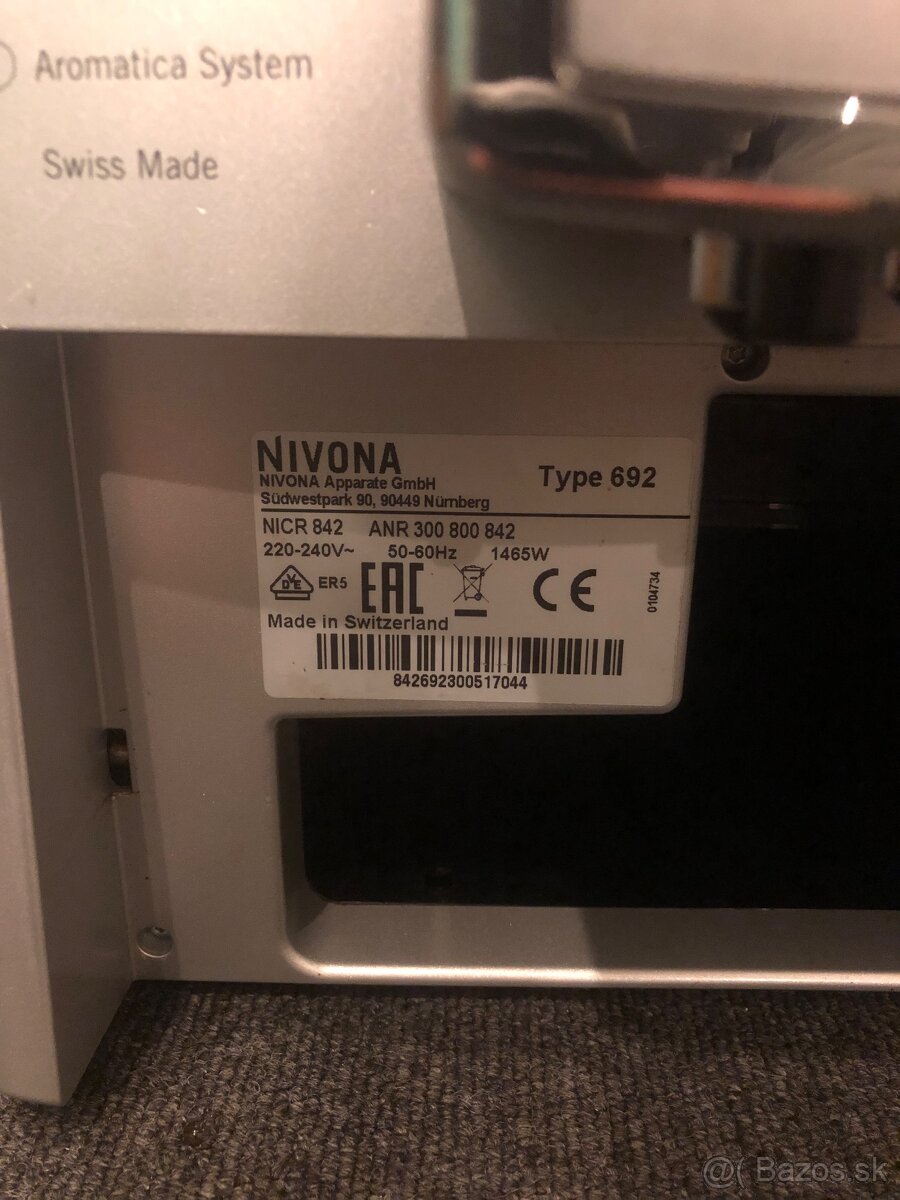 Aromatica System
Swiss Made
NIVONA
NIVONA Apparate GmbH
Südwestpark 90, 90449 Nürnberg
Type 692
NICR 842 ANR 300 800 842
220-240V~ 50-60Hz 1465W
DVE ER5 EAC CE
0104734
Made in Switzerland
842692300517044
@( Bazos.sk